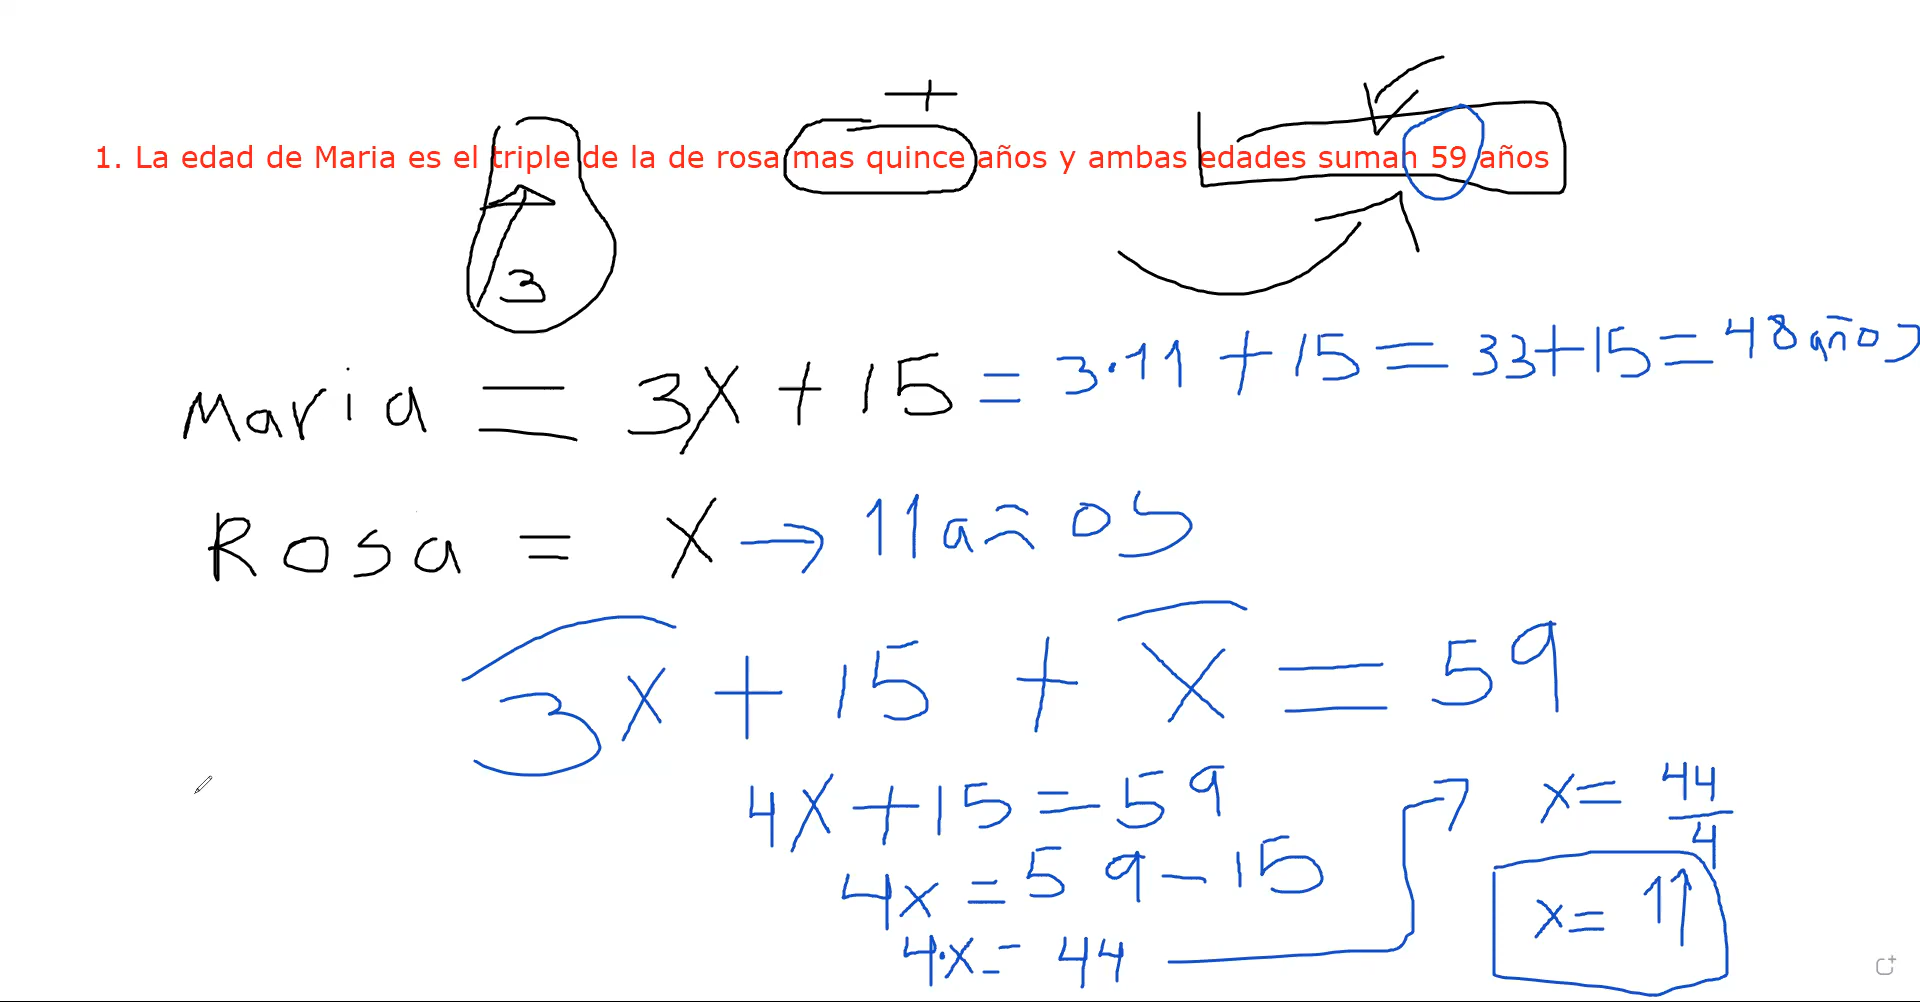 +
1. La edad de Maria es el triple de la de rosa mas quince años y ambas edades suman 59 años
3
Maria = 3x + 15 = 3·11 + 15 = 33+15 = 48 años
Rosa = x → 11 años
3x + 15 + x = 59
4x + 15 = 59
4x = 59 - 15
4·x = 44
x = 44/4
x = 11